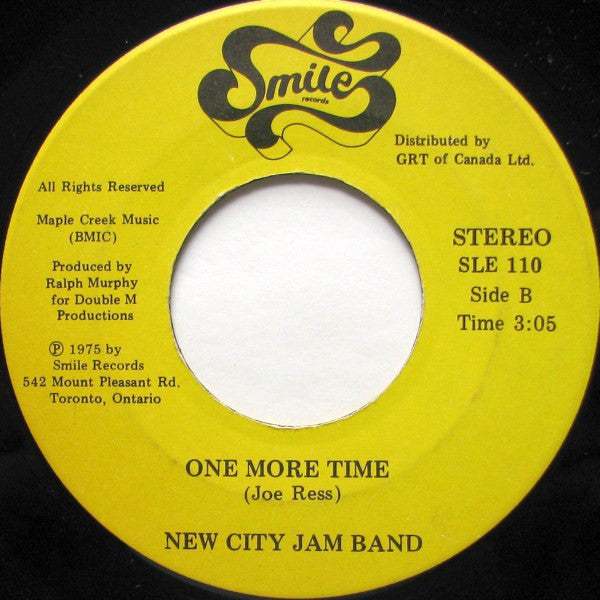 Smile
records
Distributed by
GRT of Canada Ltd.
All Rights Reserved
Maple Creek Music
(BMIC)
Produced by
Ralph Murphy
for Double M
Productions
℗ 1975 by
Smile Records
542 Mount Pleasant Rd.
Toronto, Ontario
STEREO
SLE 110
Side B
Time 3:05
ONE MORE TIME
(Joe Ress)
NEW CITY JAM BAND